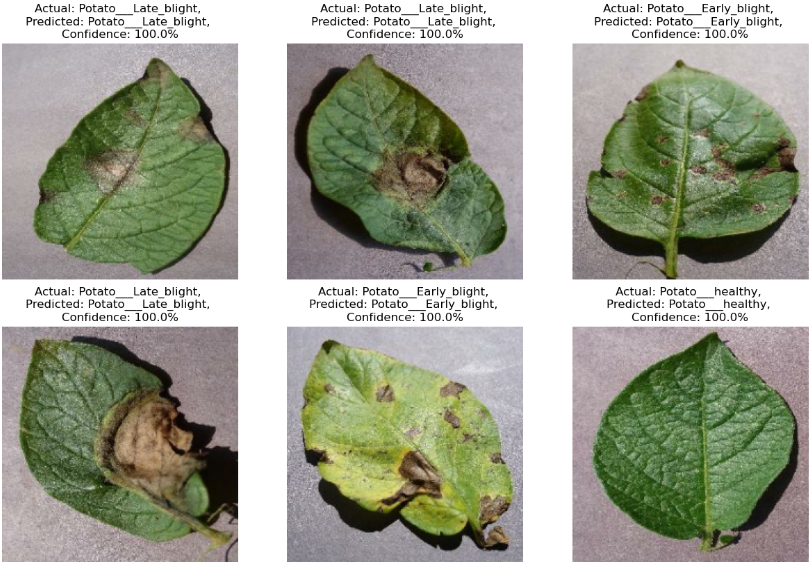 Actual: Potato___Late_blight,
Predicted: Potato___Late_blight,
Confidence: 100.0%
Actual: Potato___Late_blight,
Predicted: Potato___Late_blight,
Confidence: 100.0%
Actual: Potato___Early_blight,
Predicted: Potato___Early_blight,
Confidence: 100.0%
Actual: Potato___Late_blight,
Predicted: Potato___Late_blight,
Confidence: 100.0%
Actual: Potato___Early_blight,
Predicted: Potato___Early_blight,
Confidence: 100.0%
Actual: Potato___healthy,
Predicted: Potato___healthy,
Confidence: 100.0%